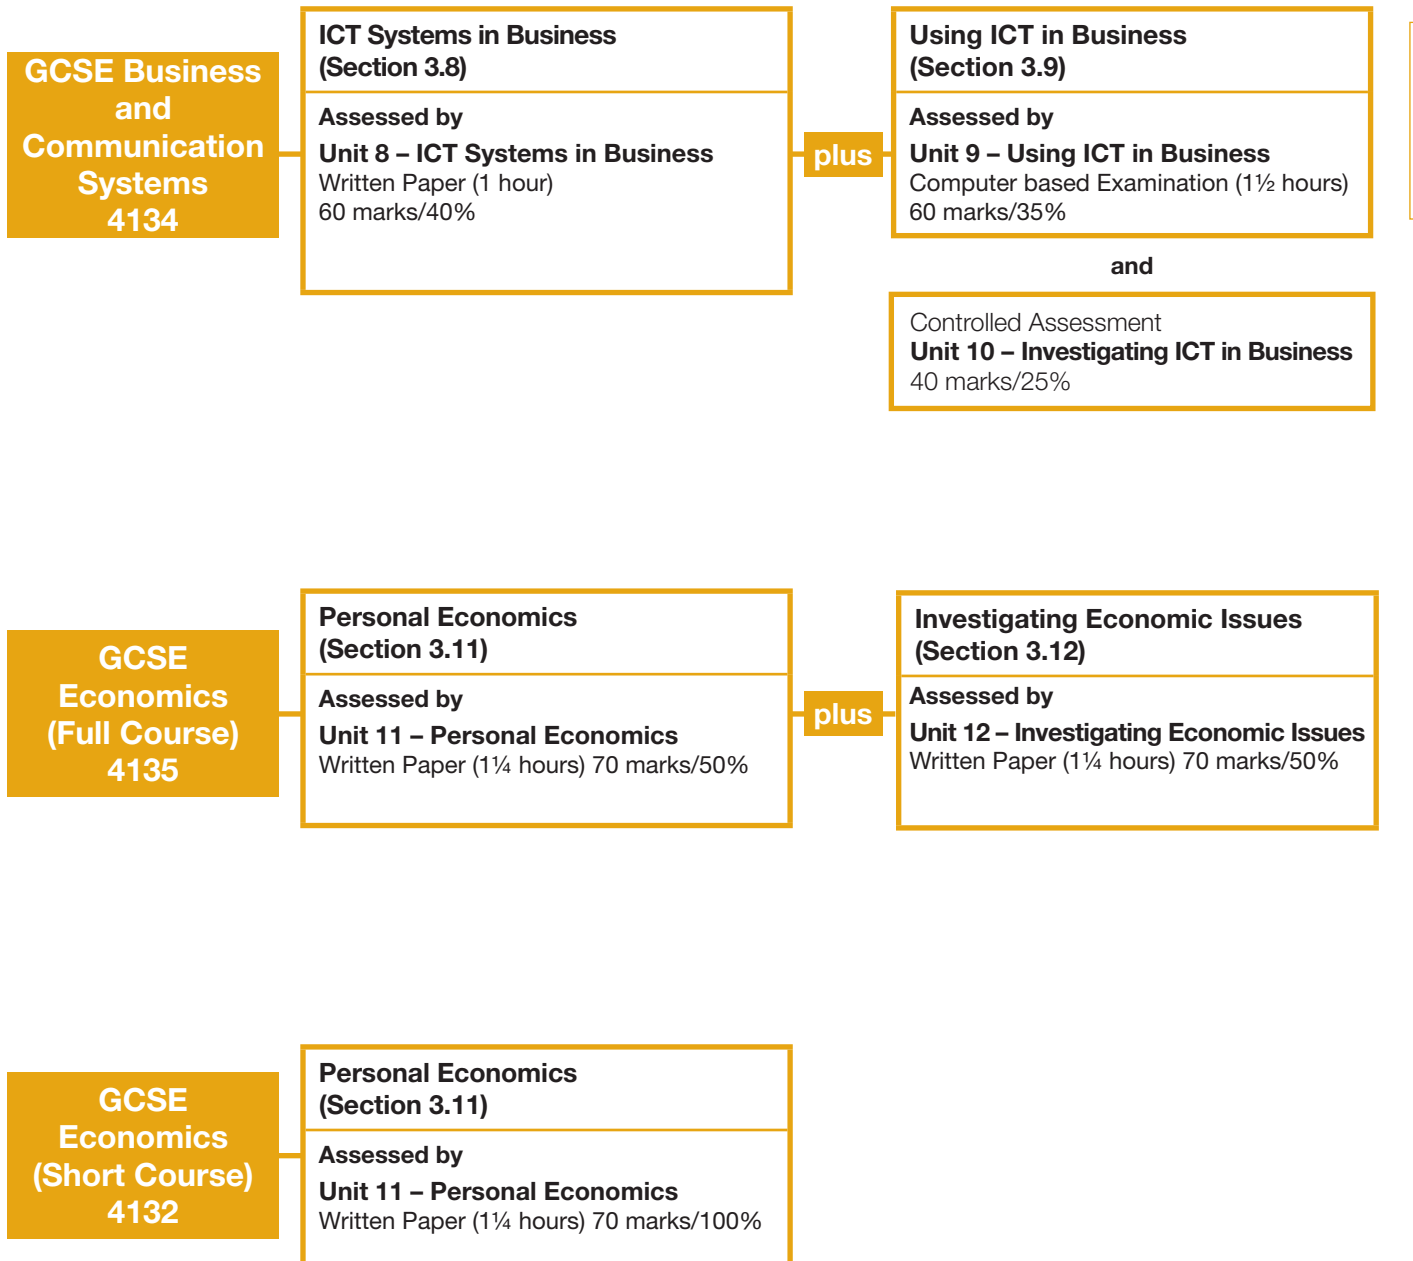 GCSE Business
and
Communication
Systems
4134
ICT Systems in Business
(Section 3.8)
Assessed by
Unit 8 – ICT Systems in Business
Written Paper (1 hour)
60 marks/40%
plus
Using ICT in Business
(Section 3.9)
Assessed by
Unit 9 – Using ICT in Business
Computer based Examination (1½ hours)
60 marks/35%
and
Controlled Assessment
Unit 10 – Investigating ICT in Business
40 marks/25%
GCSE
Economics
(Full Course)
4135
Personal Economics
(Section 3.11)
Assessed by
Unit 11 – Personal Economics
Written Paper (1¼ hours) 70 marks/50%
plus
Investigating Economic Issues
(Section 3.12)
Assessed by
Unit 12 – Investigating Economic Issues
Written Paper (1¼ hours) 70 marks/50%
GCSE
Economics
(Short Course)
4132
Personal Economics
(Section 3.11)
Assessed by
Unit 11 – Personal Economics
Written Paper (1¼ hours) 70 marks/100%